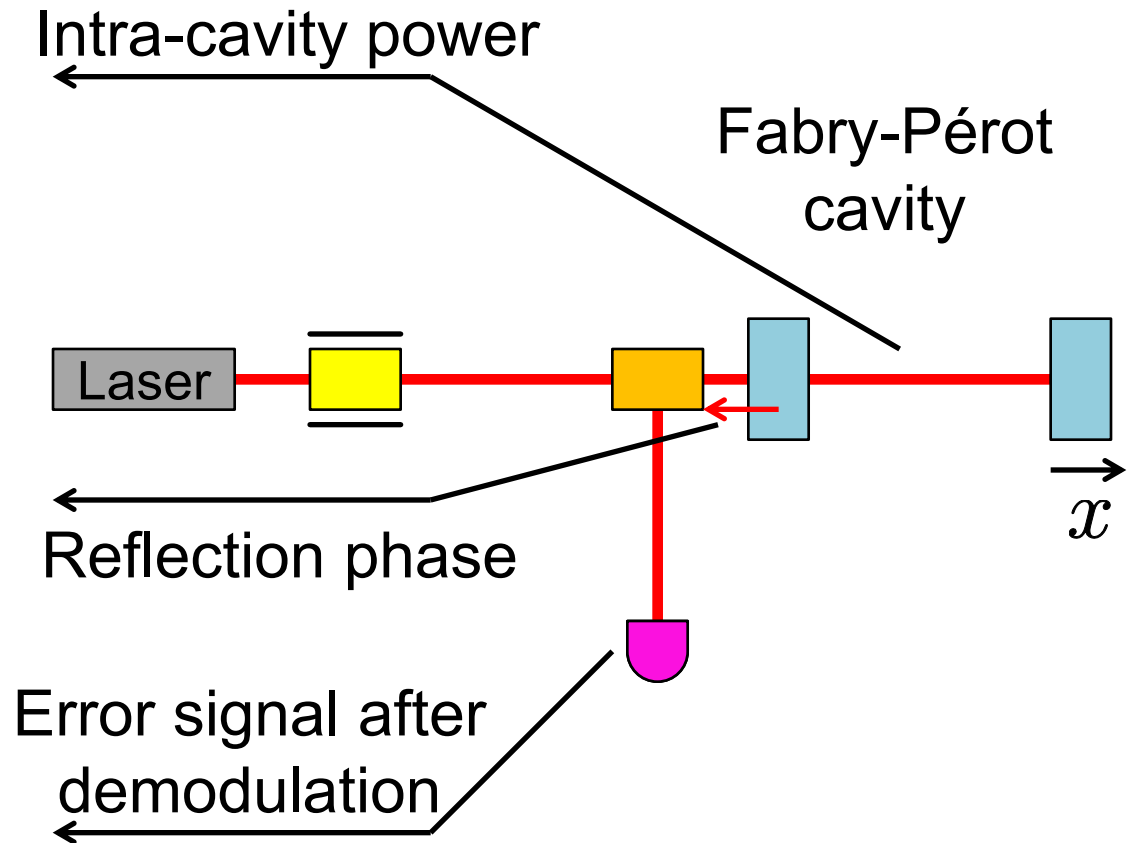 Intra-cavity power
Fabry-Pérot
cavity
Laser
x
Reflection phase
Error signal after
demodulation